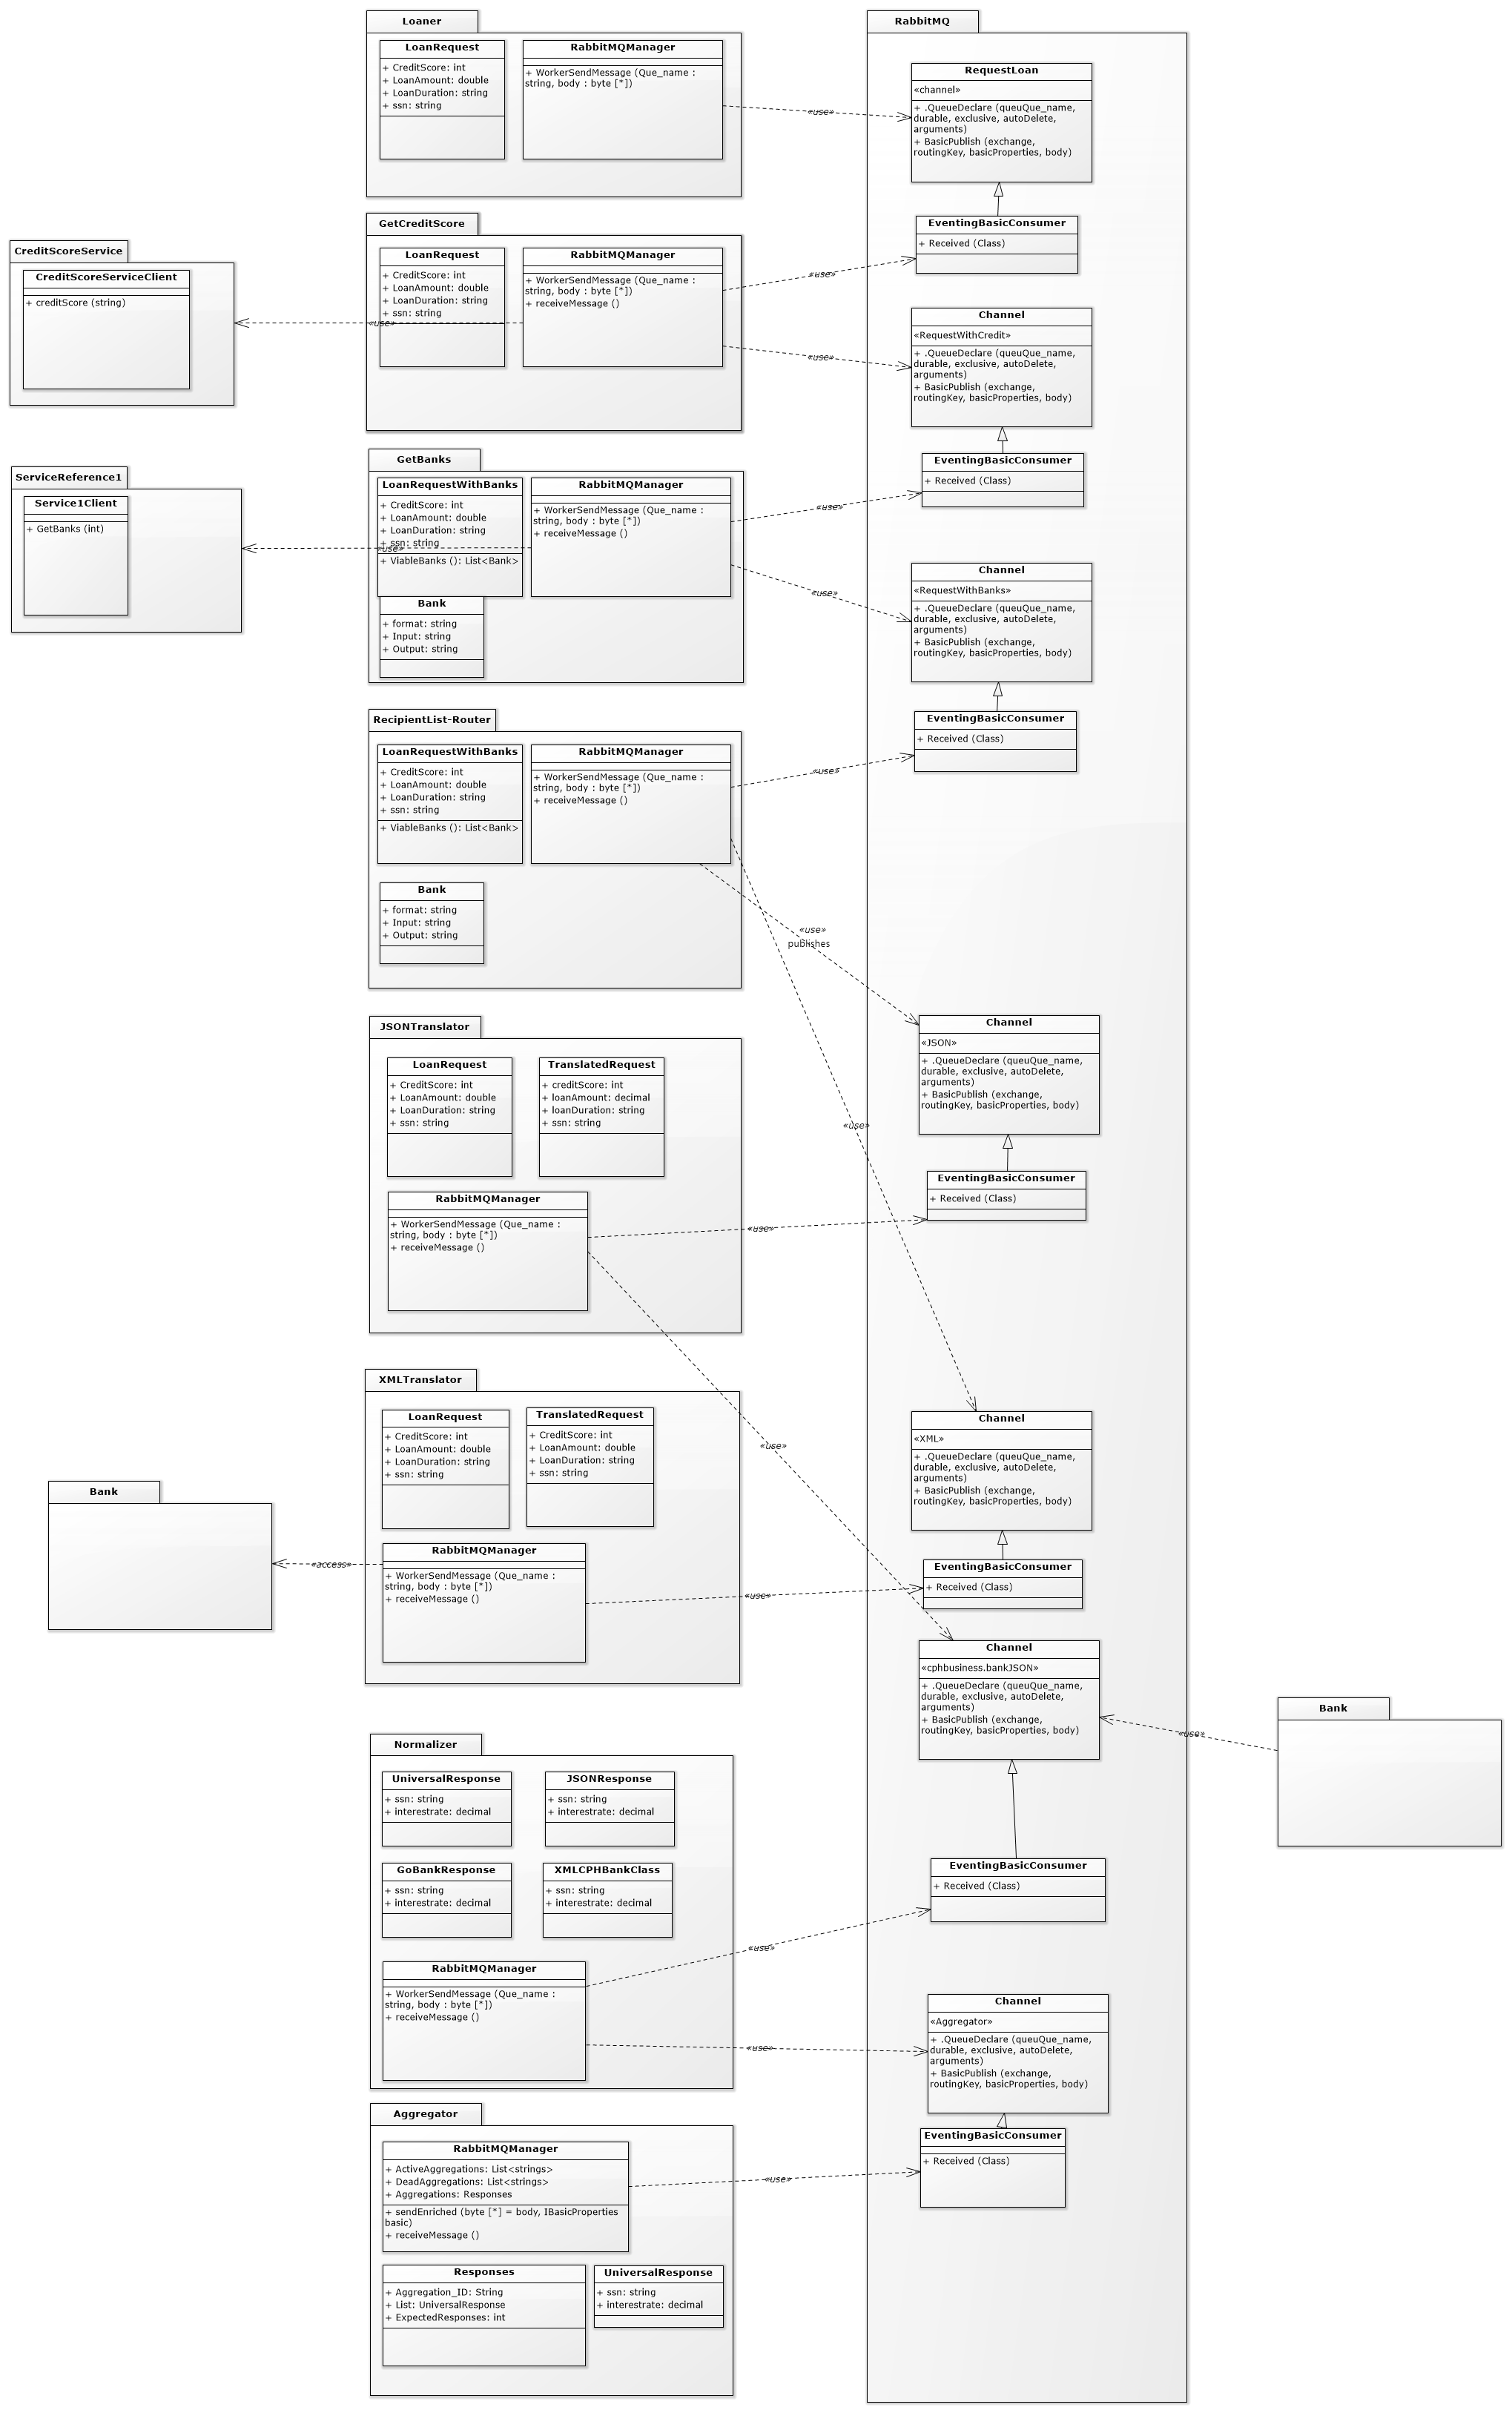 Loaner
LoanRequest
+ CreditScore: int
+ LoanAmount: double
+ LoanDuration: string
+ ssn: string
RabbitMQManager
+ WorkerSendMessage (Que_name :
string, body : byte [*])
«use»
RabbitMQ
RequestLoan
«channel»
+ .QueueDeclare (queuQue_name,
durable, exclusive, autoDelete,
arguments)
+ BasicPublish (exchange,
routingKey, basicProperties, body)
EventingBasicConsumer
+ Received (Class)
CreditScoreService
CreditScoreServiceClient
+ creditScore (string)
GetCreditScore
LoanRequest
+ CreditScore: int
+ LoanAmount: double
+ LoanDuration: string
+ ssn: string
RabbitMQManager
+ WorkerSendMessage (Que_name :
string, body : byte [*])
+ receiveMessage ()
«use»
«use»
«use»
Channel
«RequestWithCredit»
+ .QueueDeclare (queuQue_name,
durable, exclusive, autoDelete,
arguments)
+ BasicPublish (exchange,
routingKey, basicProperties, body)
EventingBasicConsumer
+ Received (Class)
ServiceReference1
Service1Client
+ GetBanks (int)
GetBanks
LoanRequestWithBanks
+ CreditScore: int
+ LoanAmount: double
+ LoanDuration: string
+ ssn: string
+ ViableBanks (): List<Bank>
RabbitMQManager
+ WorkerSendMessage (Que_name :
string, body : byte [*])
+ receiveMessage ()
Bank
+ format: string
+ Input: string
+ Output: string
«use»
«use»
«use»
Channel
«RequestWithBanks»
+ .QueueDeclare (queuQue_name,
durable, exclusive, autoDelete,
arguments)
+ BasicPublish (exchange,
routingKey, basicProperties, body)
EventingBasicConsumer
+ Received (Class)
RecipientList-Router
LoanRequestWithBanks
+ CreditScore: int
+ LoanAmount: double
+ LoanDuration: string
+ ssn: string
+ ViableBanks (): List<Bank>
RabbitMQManager
+ WorkerSendMessage (Que_name :
string, body : byte [*])
+ receiveMessage ()
Bank
+ format: string
+ Input: string
+ Output: string
«use»
«use»
publishes
«use»
Channel
«JSON»
+ .QueueDeclare (queuQue_name,
durable, exclusive, autoDelete,
arguments)
+ BasicPublish (exchange,
routingKey, basicProperties, body)
EventingBasicConsumer
+ Received (Class)
JSONTranslator
LoanRequest
+ CreditScore: int
+ LoanAmount: double
+ LoanDuration: string
+ ssn: string
TranslatedRequest
+ creditScore: int
+ loanAmount: decimal
+ loanDuration: string
+ ssn: string
RabbitMQManager
+ WorkerSendMessage (Que_name :
string, body : byte [*])
+ receiveMessage ()
«use»
«use»
XMLTranslator
LoanRequest
+ CreditScore: int
+ LoanAmount: double
+ LoanDuration: string
+ ssn: string
TranslatedRequest
+ CreditScore: int
+ LoanAmount: double
+ LoanDuration: string
+ ssn: string
RabbitMQManager
+ WorkerSendMessage (Que_name :
string, body : byte [*])
+ receiveMessage ()
Bank
«access»
«use»
Channel
«XML»
+ .QueueDeclare (queuQue_name,
durable, exclusive, autoDelete,
arguments)
+ BasicPublish (exchange,
routingKey, basicProperties, body)
EventingBasicConsumer
+ Received (Class)
Channel
«cphbusiness.bankJSON»
+ .QueueDeclare (queuQue_name,
durable, exclusive, autoDelete,
arguments)
+ BasicPublish (exchange,
routingKey, basicProperties, body)
«use»
Bank
EventingBasicConsumer
+ Received (Class)
Normalizer
UniversalResponse
+ ssn: string
+ interestrate: decimal
JSONResponse
+ ssn: string
+ interestrate: decimal
GoBankResponse
+ ssn: string
+ interestrate: decimal
XMLCPHBankClass
+ ssn: string
+ interestrate: decimal
RabbitMQManager
+ WorkerSendMessage (Que_name :
string, body : byte [*])
+ receiveMessage ()
«use»
«use»
Channel
«Aggregator»
+ .QueueDeclare (queuQue_name,
durable, exclusive, autoDelete,
arguments)
+ BasicPublish (exchange,
routingKey, basicProperties, body)
EventingBasicConsumer
+ Received (Class)
Aggregator
RabbitMQManager
+ ActiveAggregations: List<strings>
+ DeadAggregations: List<strings>
+ Aggregations: Responses
+ sendEnriched (byte [*] = body, IBasicProperties
basic)
+ receiveMessage ()
«use»
Responses
+ Aggregation_ID: String
+ List: UniversalResponse
+ ExpectedResponses: int
UniversalResponse
+ ssn: string
+ interestrate: decimal